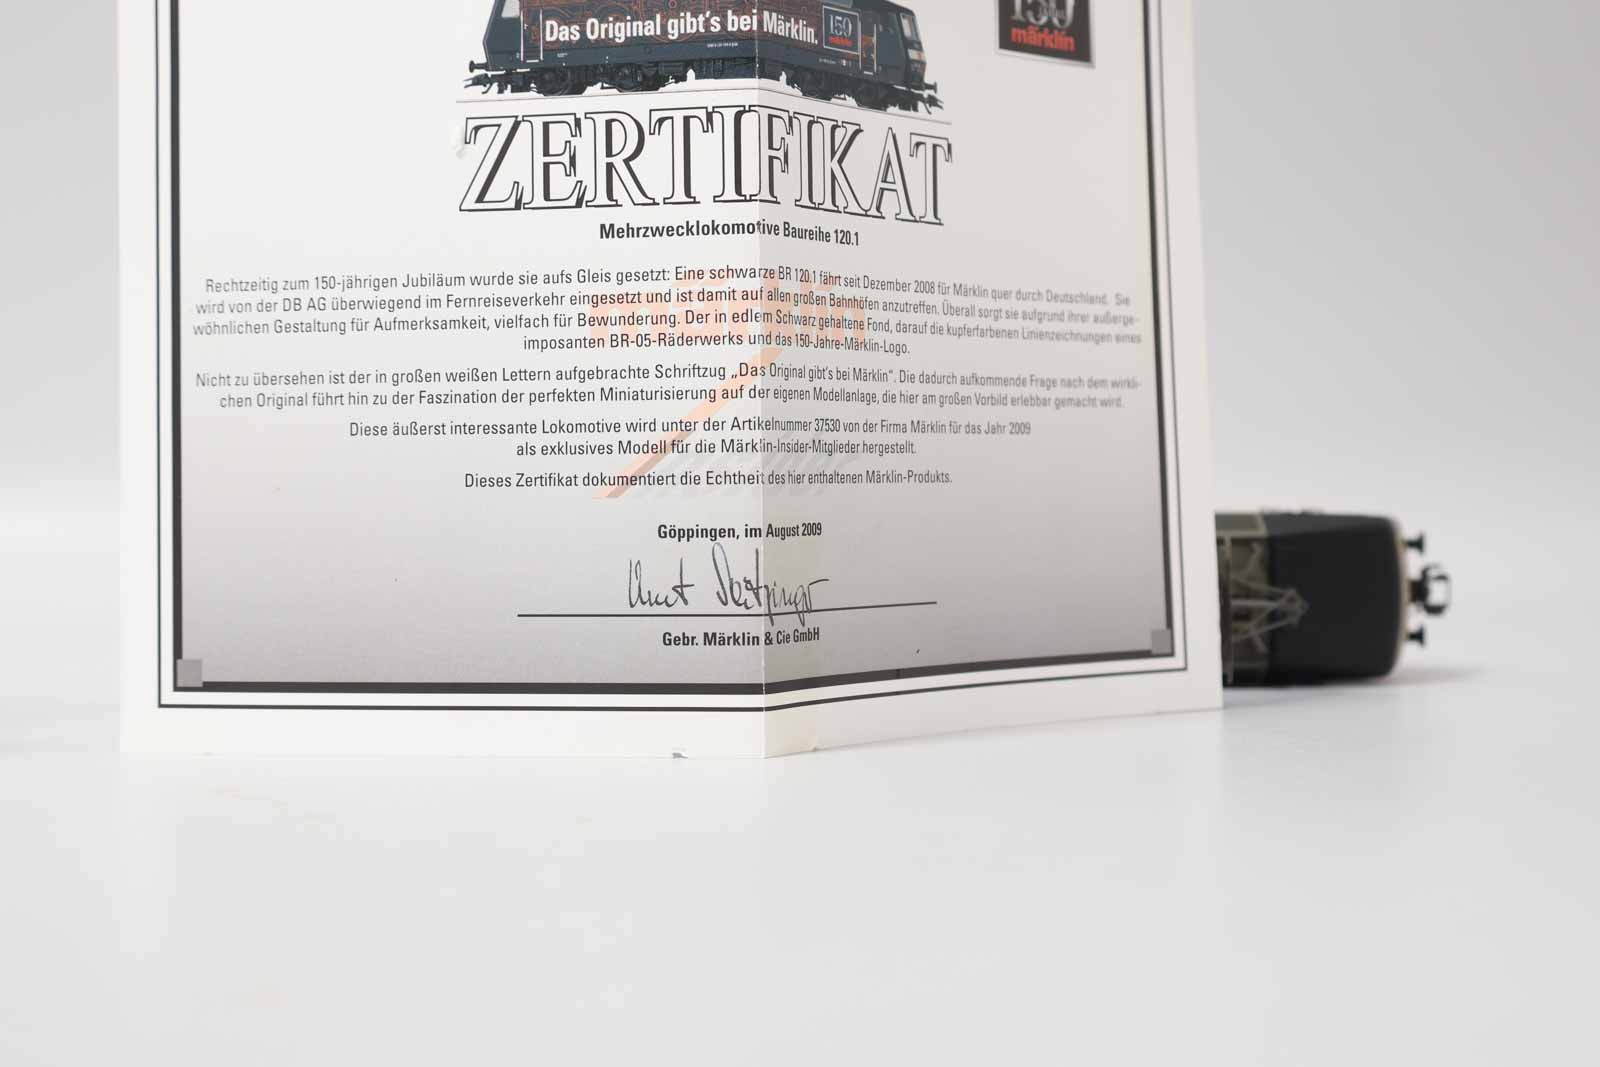 Das Original gibt's bei Märklin. 150
150
märklin
ZERTIFIKAT
Mehrzwecklokomotive Baureihe 120.1
Rechtzeitig zum 150-jährigen Jubiläum wurde sie aufs Gleis gesetzt: Eine schwarze BR 120.1 fährt seit Dezember 2008 für Märklin quer durch Deutschland. Sie
wird von der DB AG überwiegend im Fernreiseverkehr eingesetzt und ist damit auf allen großen Bahnhöfen anzutreffen. Überall sorgt sie aufgrund ihrer außerge-
wöhnlichen Gestaltung für Aufmerksamkeit, vielfach für Bewunderung. Der in edlem Schwarz gehaltene Fond, darauf die kupferfarbenen Linienzeichnungen eines
imposanten BR-05-Räderwerks und das 150-Jahre-Märklin-Logo.
Nicht zu übersehen ist der in großen weißen Lettern aufgebrachte Schriftzug „Das Original gibt's bei Märklin“. Die dadurch aufkommende Frage nach dem wirkli-
chen Original führt hin zu der Faszination der perfekten Miniaturisierung auf der eigenen Modellanlage, die hier am großen Vorbild erlebbar gemacht wird.
Diese äußerst interessante Lokomotive wird unter der Artikelnummer 37530 von der Firma Märklin für das Jahr 2009
als exklusives Modell für die Märklin-Insider-Mitglieder hergestellt.
Dieses Zertifikat dokumentiert die Echtheit des hier enthaltenen Märklin-Produkts.
Göppingen, im August 2009
Gebr. Märklin & Cie GmbH